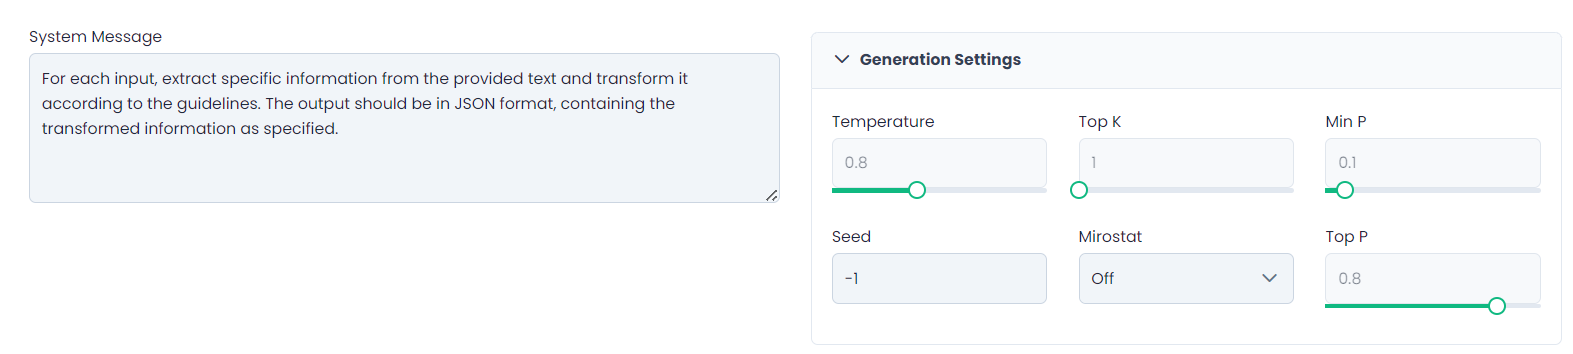 System Message
For each input, extract specific information from the provided text and transform it
according to the guidelines. The output should be in JSON format, containing the
transformed information as specified.
Generation Settings
Temperature
Top K
Min P
0.8
1
0.1
Seed
Mirostat
Top P
-1
Off
0.8